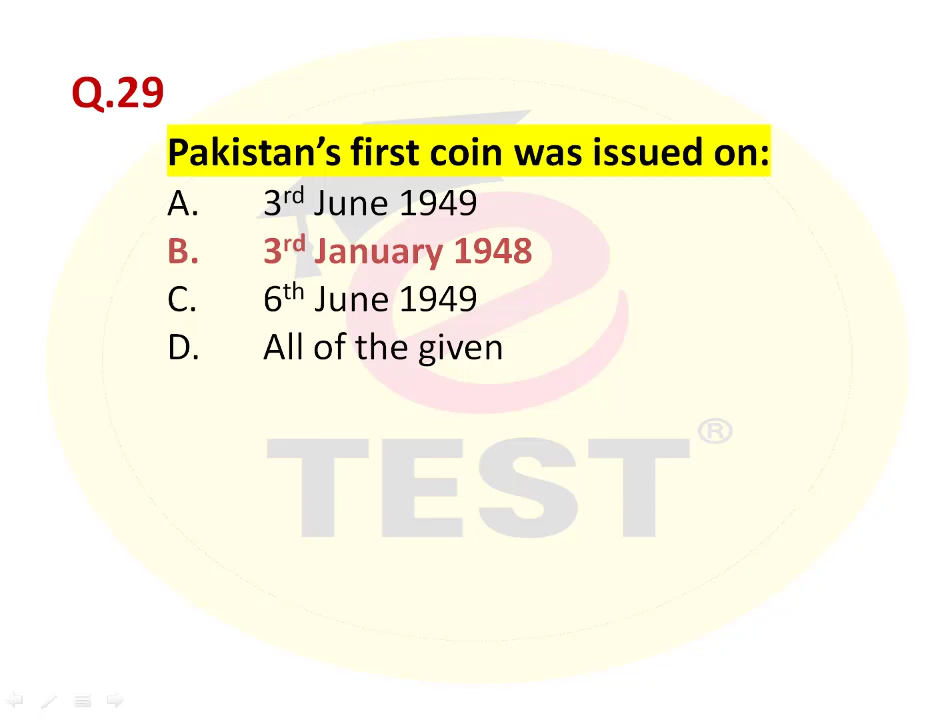 Q.29
Pakistan’s first coin was issued on:
A. 3rd June 1949
B. 3rd January 1948
C. 6th June 1949
D. All of the given
e
TEST®